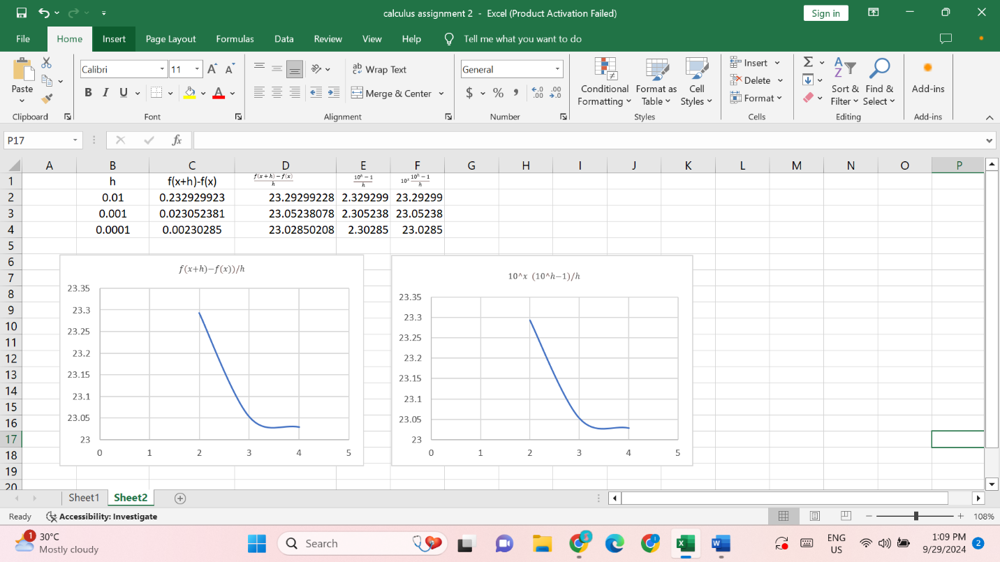 calculus assignment 2 - Excel (Product Activation Failed)
Sign in
File Home Insert Page Layout Formulas Data Review View Help Tell me what you want to do
Paste
Clipboard
Calibri 11 A A
B I U A
Font
ab Wrap Text
Merge & Center
Alignment
General
$ % 9 .00 .00
Number
Conditional Formatting
Format as Table
Cell Styles
Styles
Insert
Delete
Format
Cells
Sort & Filter
Find & Select
Editing
Add-ins
Add-ins
P17 fx
A B C D E F G H I J K L M N O P
1 h f(x+h)-f(x) f(x + h) − f(x) / h 10^h − 1 / h 10^x 10^h − 1 / h
2 0.01 0.232929923 23.29299228 2.329299 23.29299
3 0.001 0.023052381 23.05238078 2.305238 23.05238
4 0.0001 0.00230285 23.02850208 2.30285 23.0285
5
6
7
8
9
10
11
12
13
14
15
16
17
18
19
20
f(x+h)−f(x))/h
23.35
23.3
23.25
23.2
23.15
23.1
23.05
23
0 1 2 3 4 5
10^x (10^h−1)/h
23.35
23.3
23.25
23.2
23.15
23.1
23.05
23
0 1 2 3 4 5
Sheet1 Sheet2
Ready Accessibility: Investigate 108%
1 30°C
Mostly cloudy
Search
ENG
US
1:09 PM
9/29/2024
2